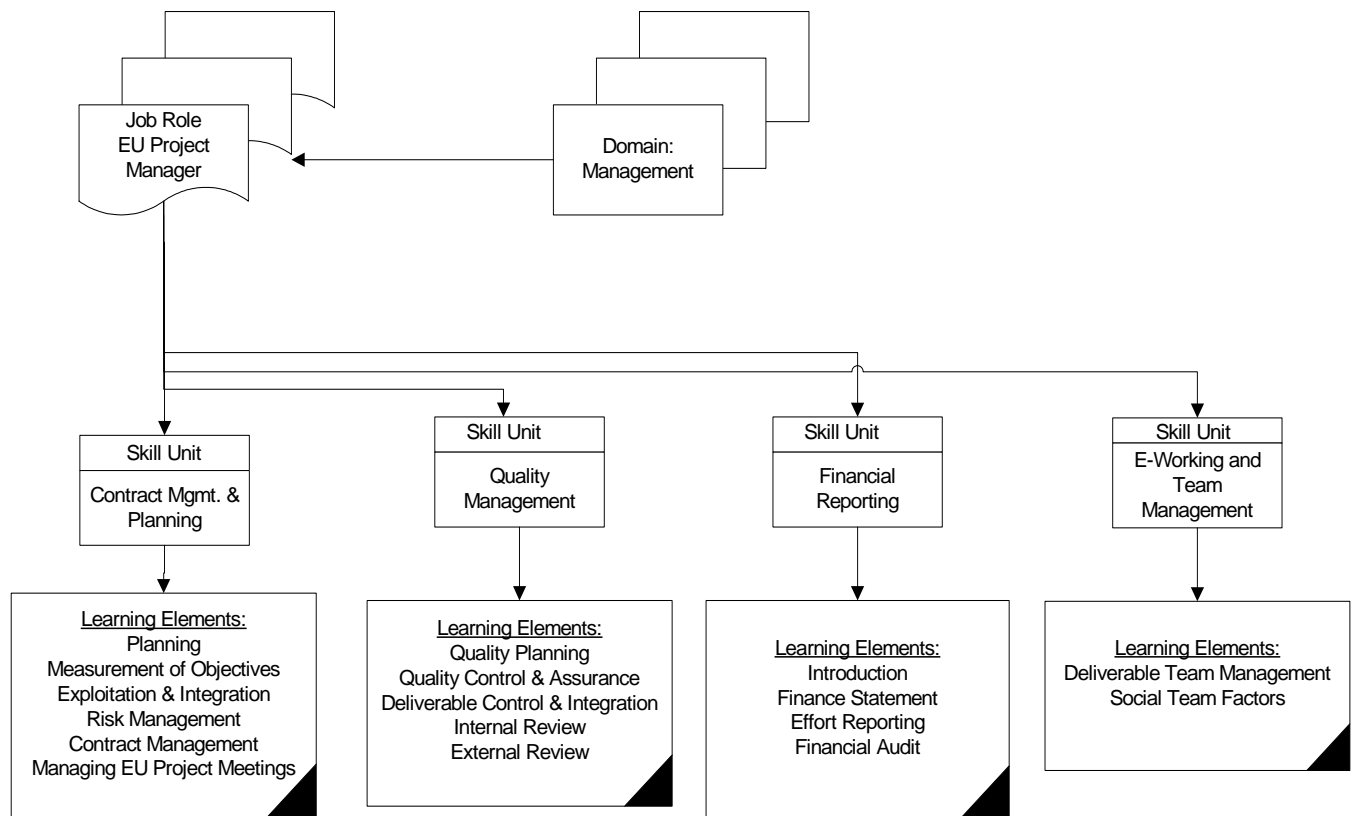 Job Role
EU Project
Manager
Domain:
Management
Skill Unit
Contract Mgmt. &
Planning
Skill Unit
Quality
Management
Skill Unit
Financial
Reporting
Skill Unit
E-Working and
Team
Management
Learning Elements:
Planning
Measurement of Objectives
Exploitation & Integration
Risk Management
Contract Management
Managing EU Project Meetings
Learning Elements:
Quality Planning
Quality Control & Assurance
Deliverable Control & Integration
Internal Review
External Review
Learning Elements:
Introduction
Finance Statement
Effort Reporting
Financial Audit
Learning Elements:
Deliverable Team Management
Social Team Factors